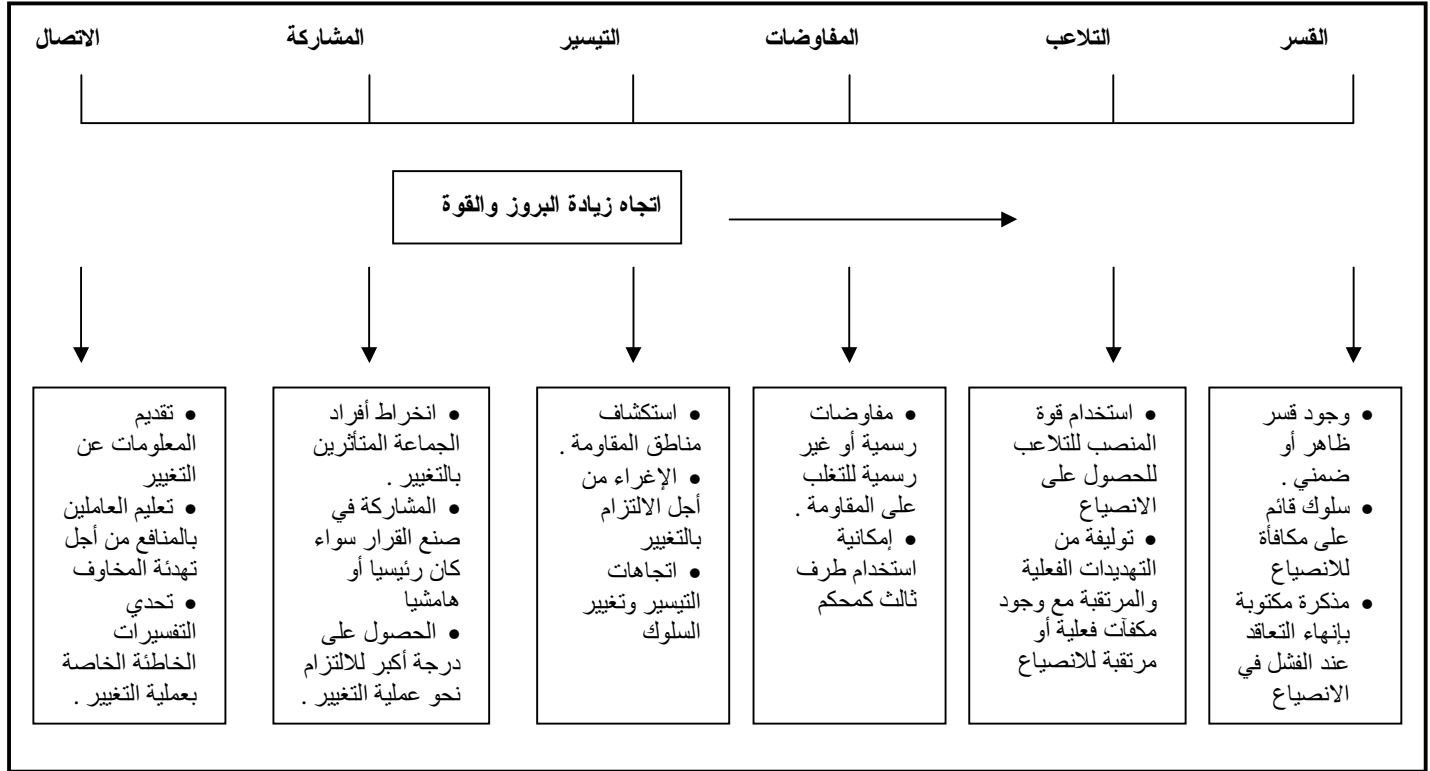 القسر
التلاعب
المفاوضات
التيسير
المشاركة
الاتصال
اتجاه زيادة البروز والقوة
• وجود قسر
ظاهر أو
ضمني .
• سلوك قائم
على مكافأة
للانصياع
• مذكرة مكتوبة
بإنهاء التعاقد
عند الفشل في
الانصياع
• استخدام قوة
المنصب للتلاعب
للحصول على
الانصياع
• توليفة من
التهديدات الفعلية
والمرتقبة مع وجود
مكفآت فعلية أو
مرتقبة للانصياع
• مفاوضات
رسمية أو غير
رسمية للتغلب
على المقاومة .
• إمكانية
استخدام طرف
ثالث كمحكم
• استكشاف
مناطق المقاومة .
• الإغراء من
أجل الالتزام
بالتغيير
• اتجاهات
التيسير وتغيير
السلوك
• انخراط أفراد
الجماعة المتأثرين
بالتغيير .
• المشاركة في
صنع القرار سواء
كان رئيسيا أو
هامشيا
• الحصول على
درجة أكبر للالتزام
نحو عملية التغيير .
• تقديم
المعلومات عن
التغيير
• تعليم العاملين
بالمنافع من أجل
تهدئة المخاوف
• تحدي
التفسيرات
الخاطئة الخاصة
بعملية التغيير .